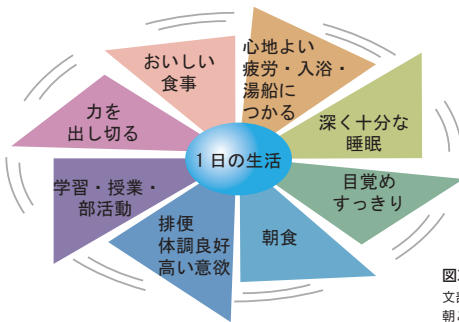 心地よい
疲労・入浴・
湯船に
つかる
深く十分な
睡眠
目覚め
すっきり
朝食
排便
体調良好
高い意欲
学習・授業・
部活動
力を
出し切る
おいしい
食事
1日の生活
図
文部
朝